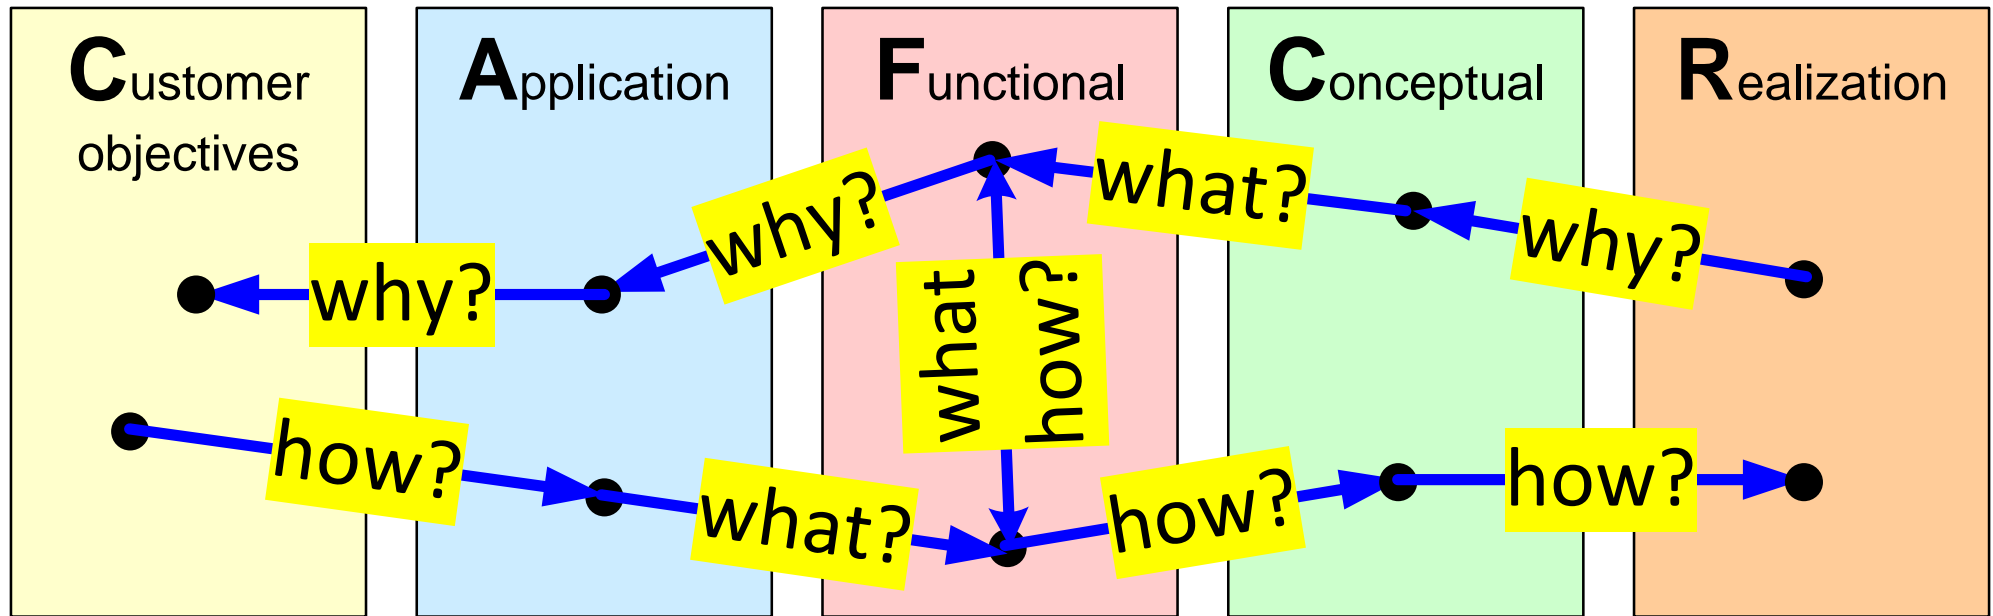 Customer
objectives
Application
Functional
Conceptual
Realization
why?
why?
what?
why?
what
how?
how?
what?
how?
how?